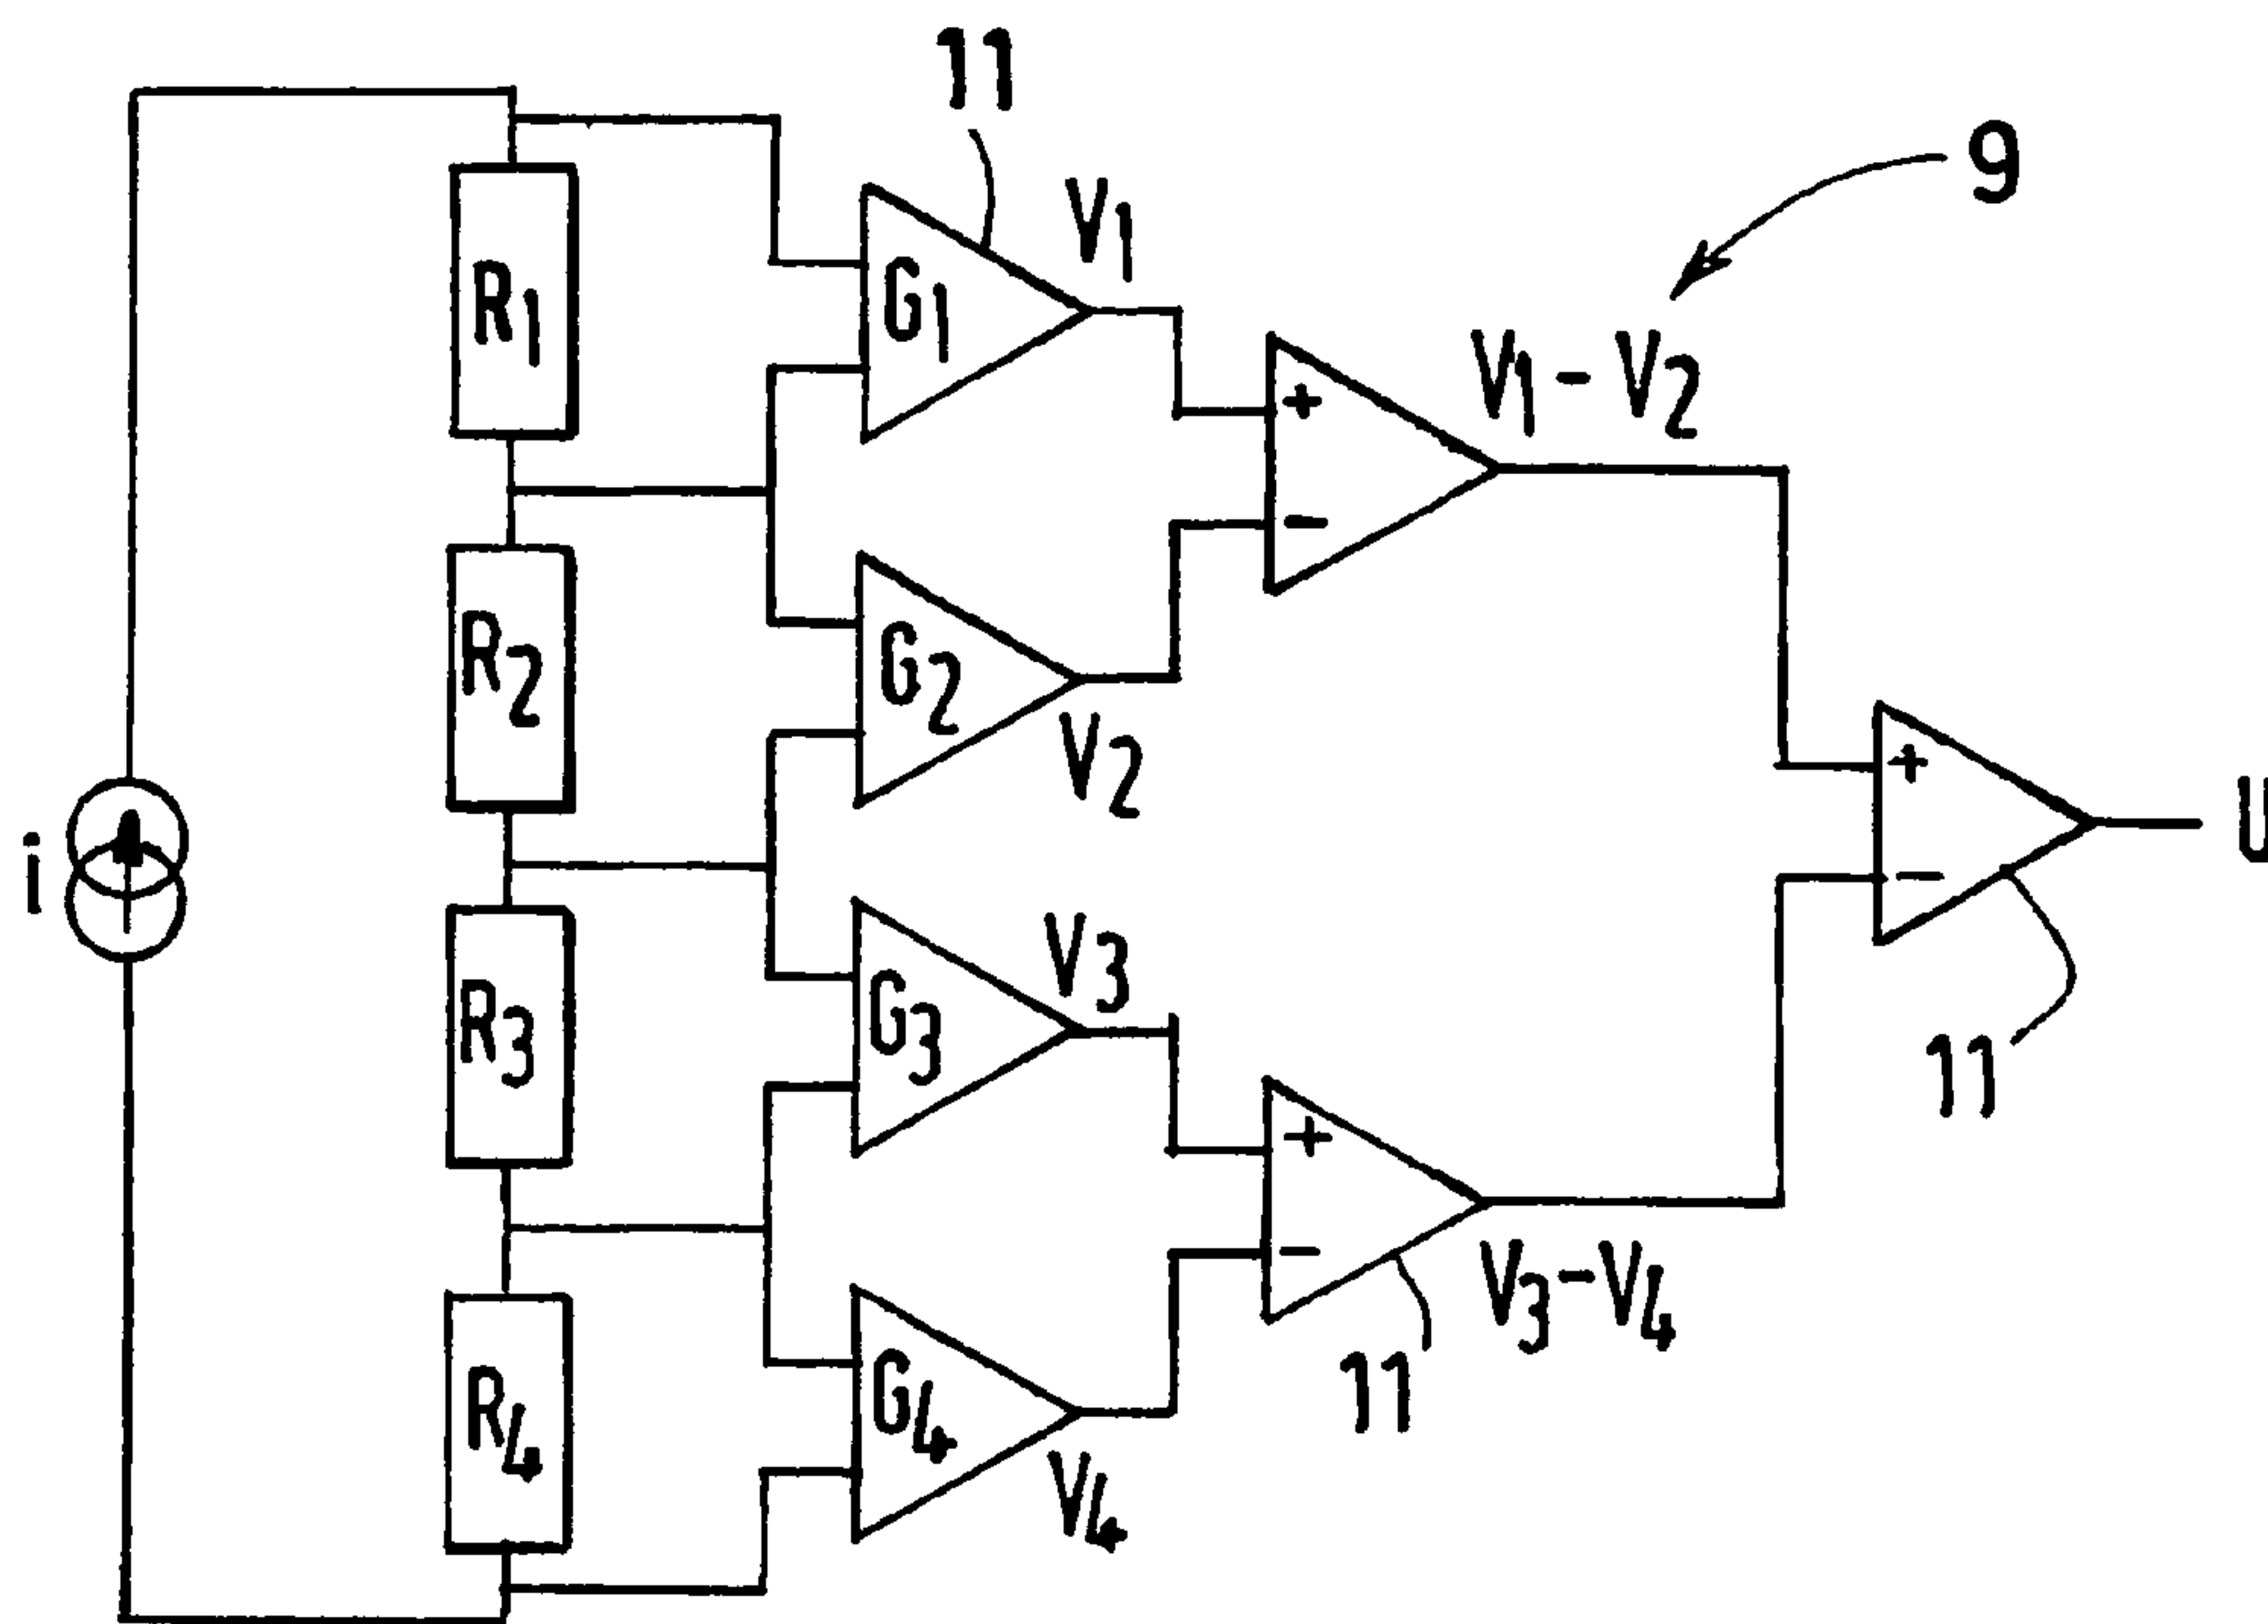 11
9
R1
G1
V1
V1 - V2
R2
G2
V2
i
U
R3
G3
V3
11
R4
G4
V4
11
V3-V4
+
-
+
-
+
-